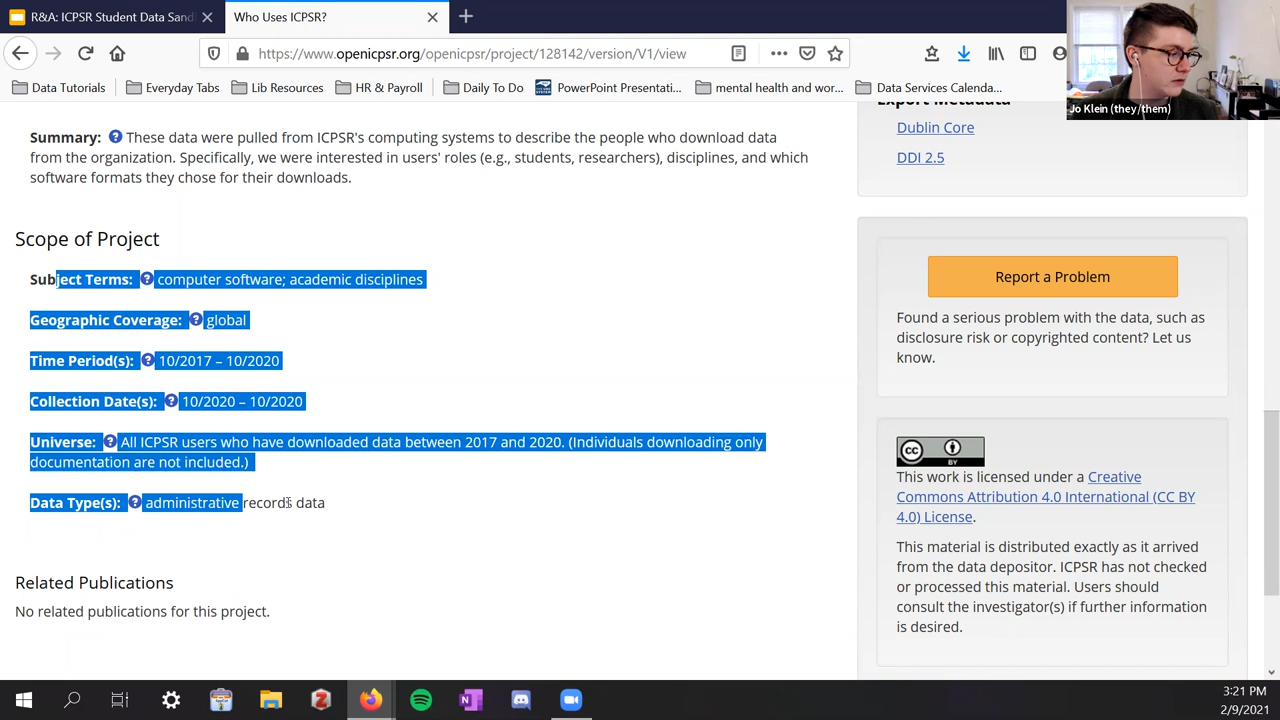 R&A: ICPSR Student Data Sand
Who Uses ICPSR?
https://www.openicpsr.org/openicpsr/project/128142/version/V1/view
Data Tutorials
Everyday Tabs
Lib Resources
HR & Payroll
Daily To Do
PowerPoint Presentati...
mental health and wor...
Data Services Calenda...
Jo Klein (they/them)
Summary: ? These data were pulled from ICPSR's computing systems to describe the people who download data
from the organization. Specifically, we were interested in users' roles (e.g., students, researchers), disciplines, and which
software formats they chose for their downloads.
Scope of Project
Subject Terms: ? computer software; academic disciplines
Geographic Coverage: ? global
Time Period(s): ? 10/2017 – 10/2020
Collection Date(s): ? 10/2020 – 10/2020
Universe: ? All ICPSR users who have downloaded data between 2017 and 2020. (Individuals downloading only
documentation are not included.)
Data Type(s): ? administrative records data
Related Publications
No related publications for this project.
Export Metadata
Dublin Core
DDI 2.5
Report a Problem
Found a serious problem with the data, such as
disclosure risk or copyrighted content? Let us
know.
cc BY
This work is licensed under a Creative
Commons Attribution 4.0 International (CC BY
4.0) License.
This material is distributed exactly as it arrived
from the data depositor. ICPSR has not checked
or processed this material. Users should
consult the investigator(s) if further information
is desired.
3:21 PM
2/9/2021